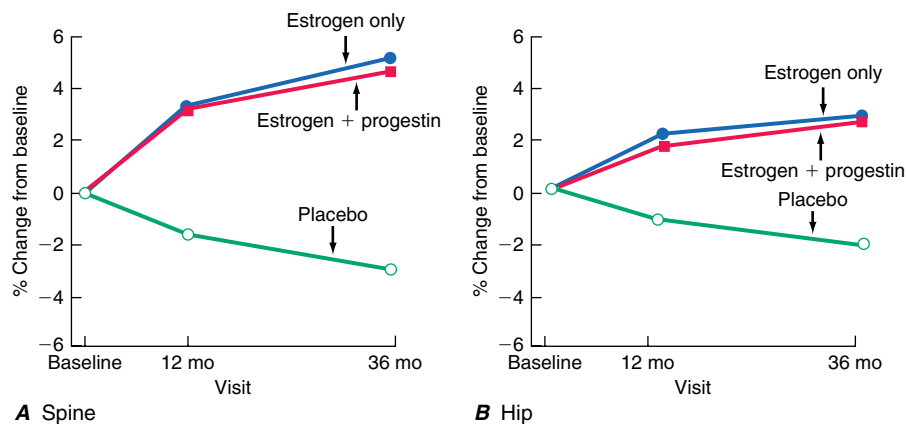 Estrogen only
6
4
2
0
−2
−4
−6
% Change from baseline
Estrogen + progestin
Placebo
Baseline
12 mo
36 mo
Visit
A Spine
6
4
2
0
−2
−4
−6
% Change from baseline
Estrogen only
Estrogen + progestin
Placebo
Baseline
12 mo
36 mo
Visit
B Hip